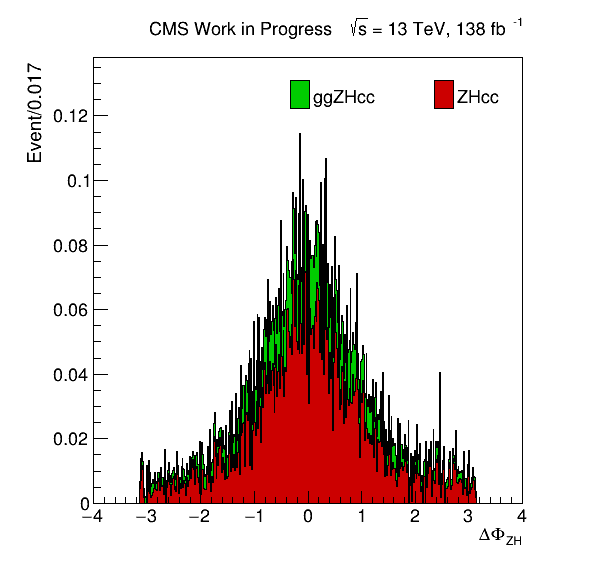 CMS Work in Progress √s = 13 TeV, 138 fb⁻¹
Event/0.017
ggZHcc ZHcc
0.12
0.1
0.08
0.06
0.04
0.02
0
−4 −3 −2 −1 0 1 2 3 4
ΔΦ_ZH